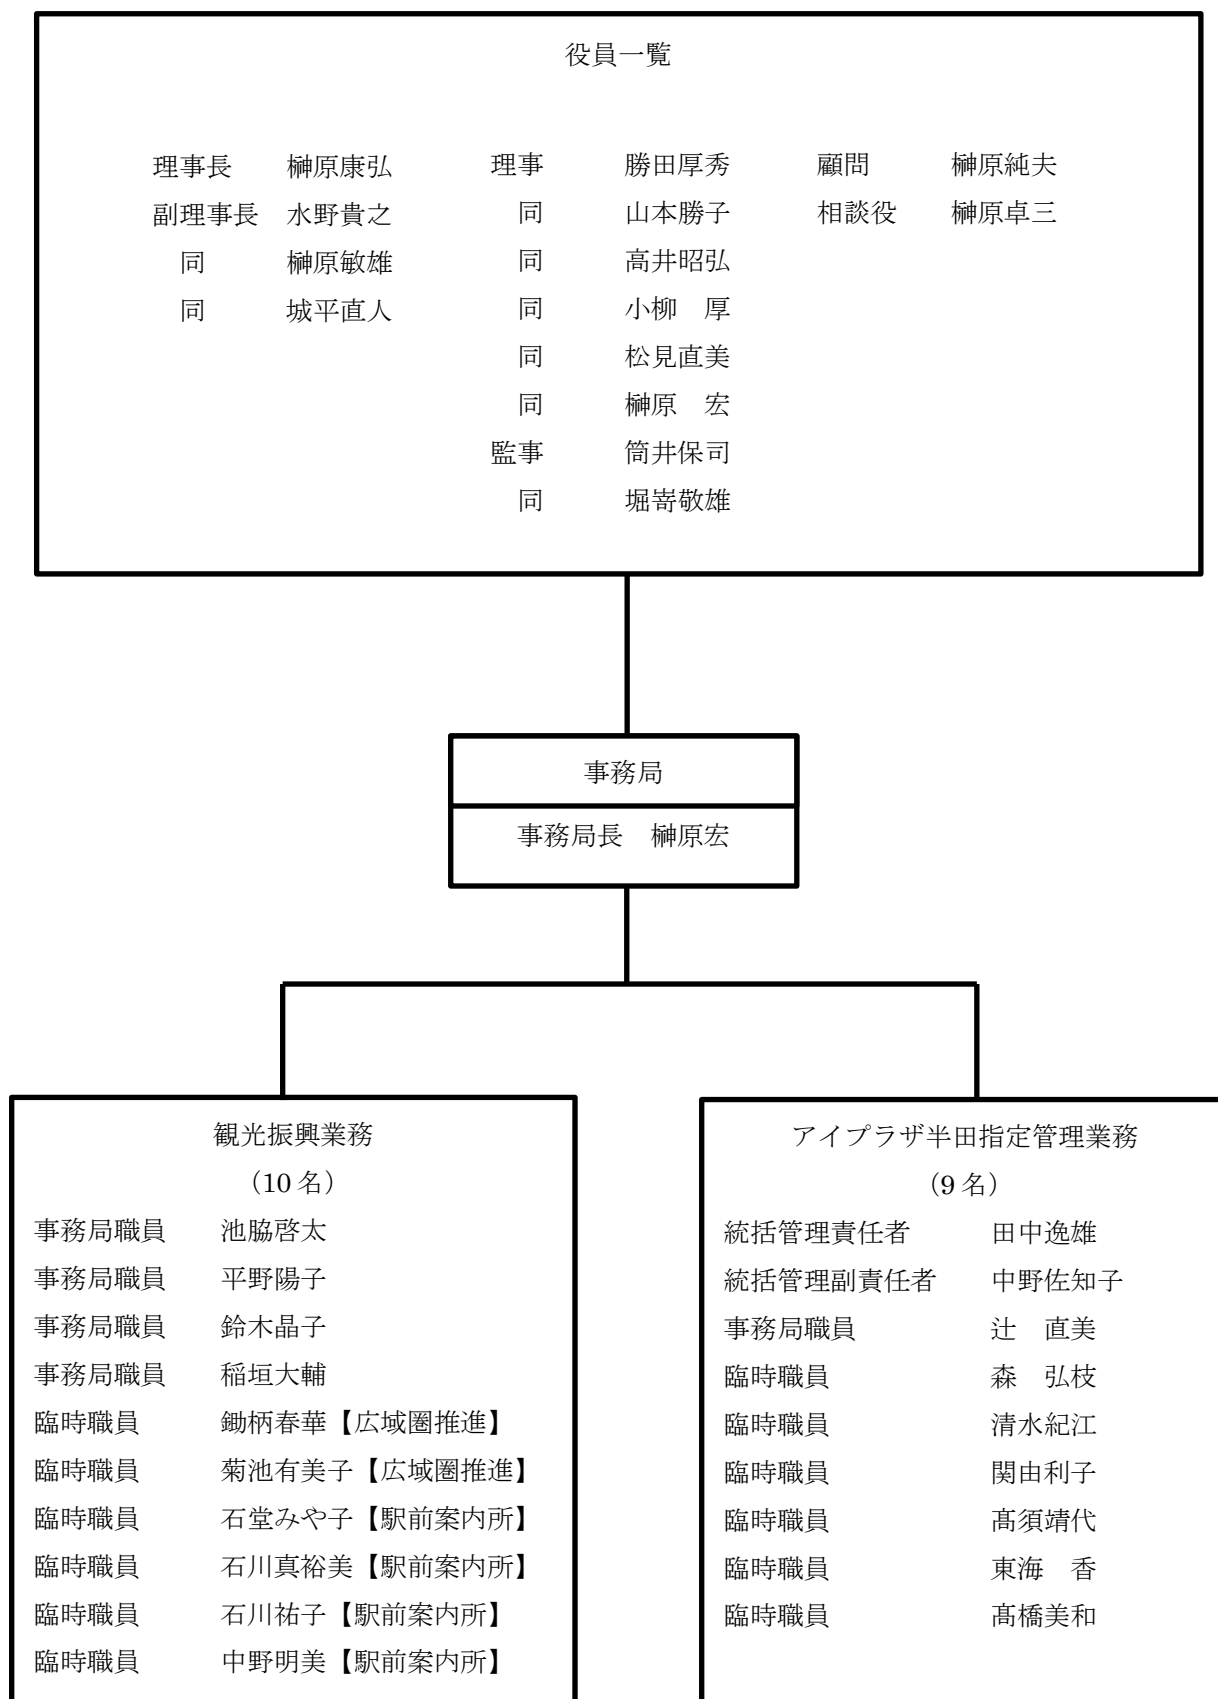 役員一覧
理事長 榊原康弘 理事 勝田厚秀 顧問 榊原純夫
副理事長 水野貴之 同 山本勝子 相談役 榊原卓三
同 榊原敏雄 同 高井昭弘
同 城平直人 同 小柳　厚
同 松見直美
同 榊原　宏
監事 筒井保司
同 堀嵜敬雄
事務局
事務局長　榊原宏
観光振興業務
（10 名）
事務局職員 池脇啓太
事務局職員 平野陽子
事務局職員 鈴木晶子
事務局職員 稲垣大輔
臨時職員 鋤柄春華【広域圏推進】
臨時職員 菊池有美子【広域圏推進】
臨時職員 石堂みや子【駅前案内所】
臨時職員 石川真裕美【駅前案内所】
臨時職員 石川祐子【駅前案内所】
臨時職員 中野明美【駅前案内所】
アイプラザ半田指定管理業務
（9 名）
統括管理責任者 田中逸雄
統括管理副責任者 中野佐知子
事務局職員 辻　直美
臨時職員 森　弘枝
臨時職員 清水紀江
臨時職員 関由利子
臨時職員 髙須靖代
臨時職員 東海　香
臨時職員 髙橋美和